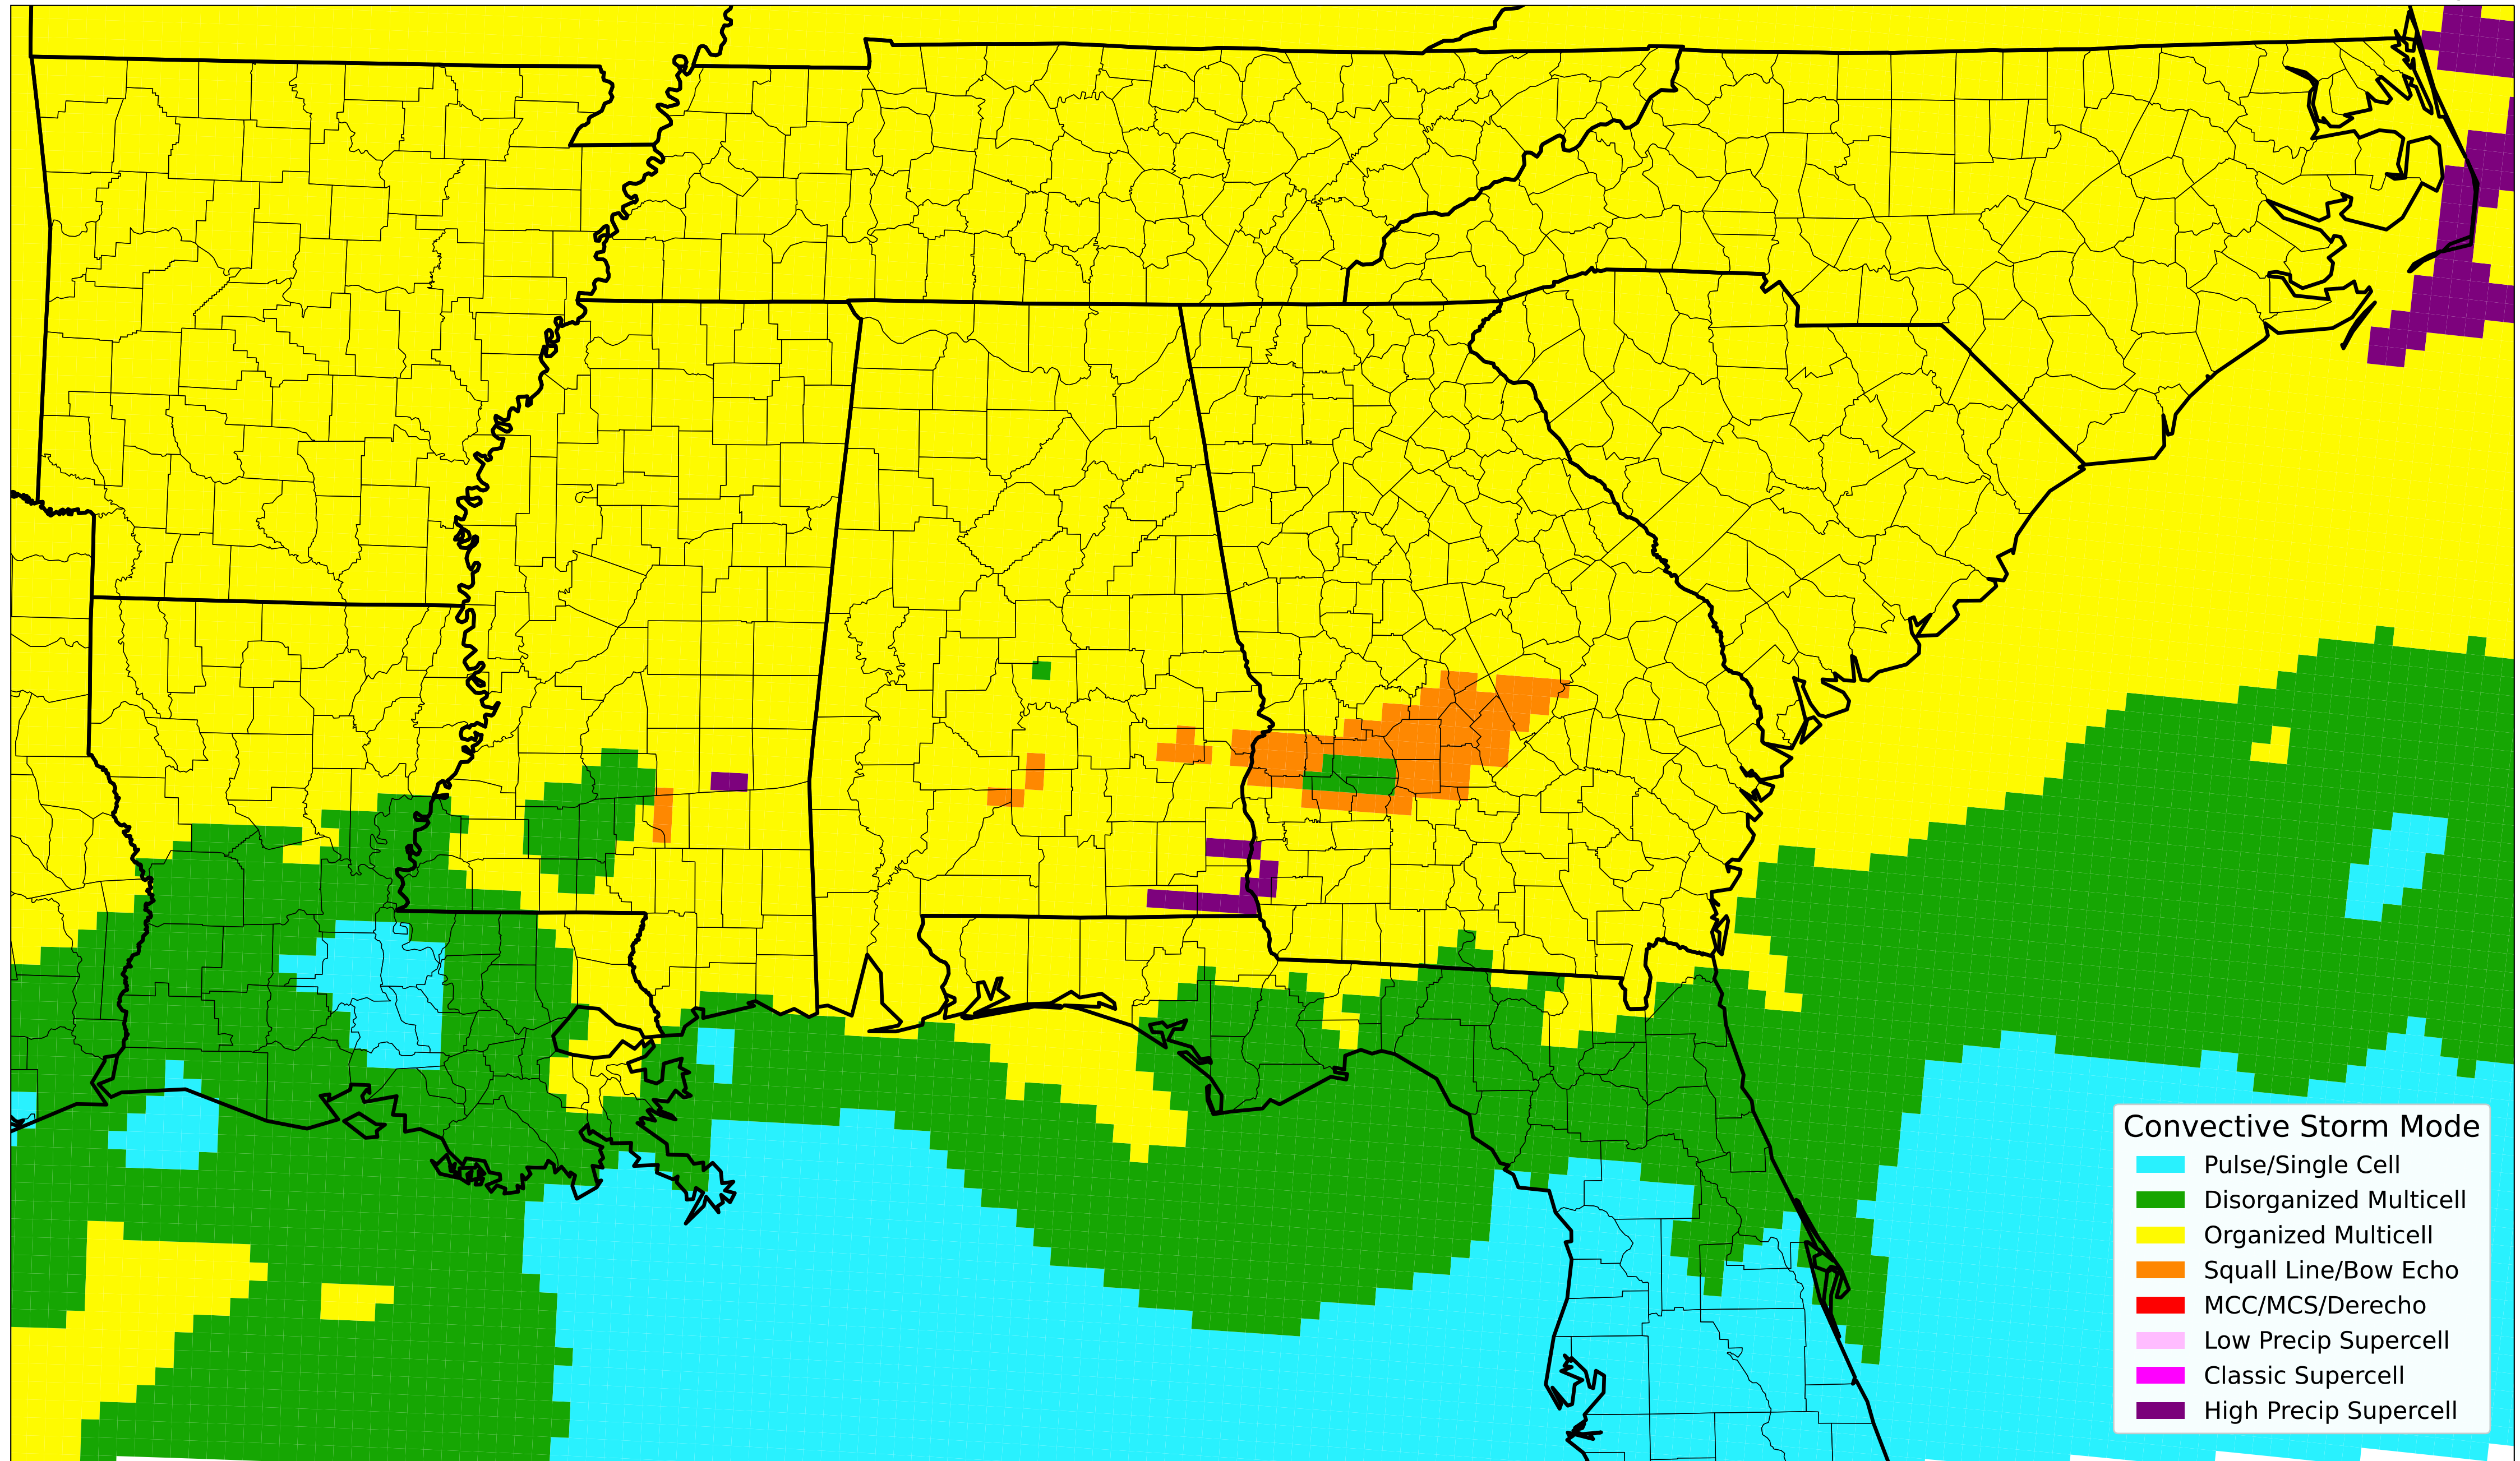 Convective Storm Mode
Pulse/Single Cell
Disorganized Multicell
Organized Multicell
Squall Line/Bow Echo
MCC/MCS/Derecho
Low Precip Supercell
Classic Supercell
High Precip Supercell